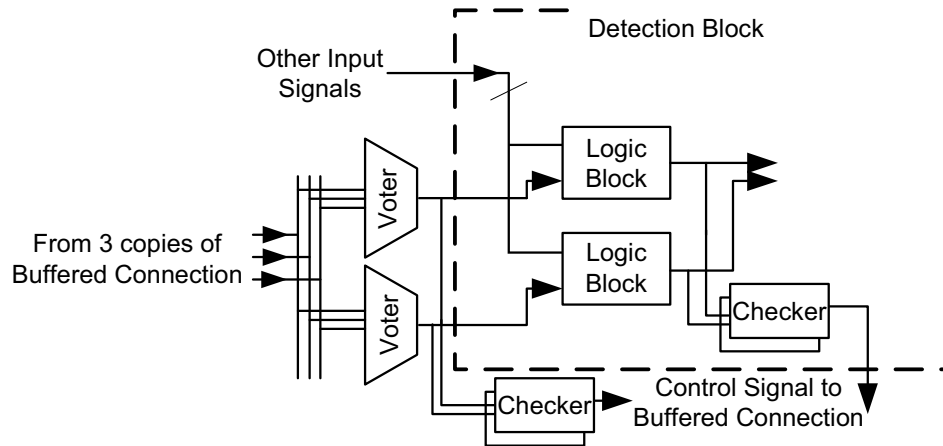 Detection Block
Other Input
Signals
Logic
Block
Voter
From 3 copies of
Buffered Connection
Logic
Block
Voter
Checker
Checker
Control Signal to
Buffered Connection